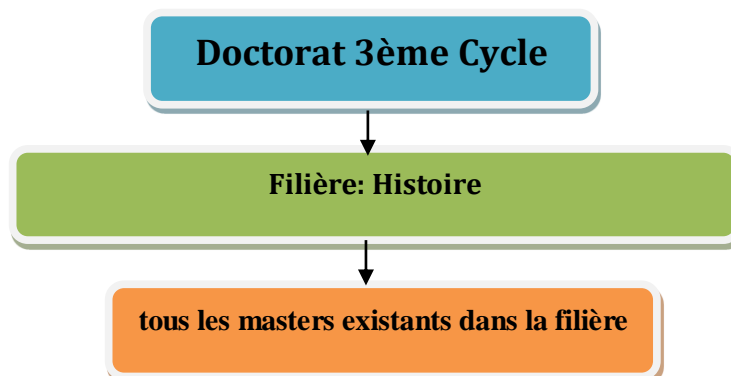 Doctorat 3ème Cycle
Filière: Histoire
tous les masters existants dans la filière